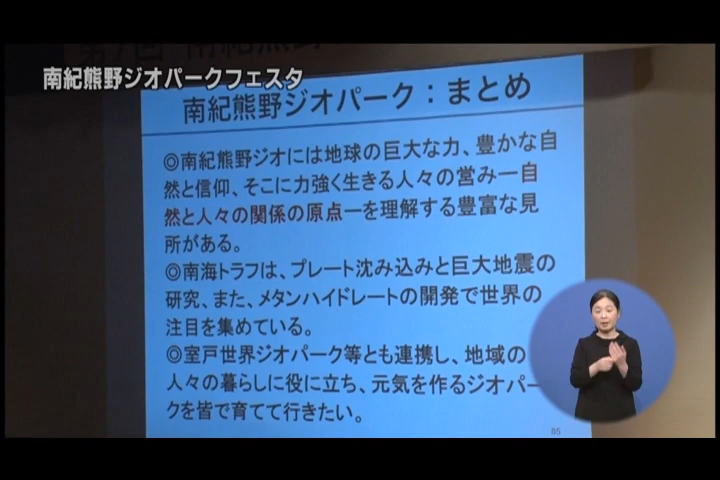 南紀熊野ジオパークフェスタ
南紀熊野ジオパーク：まとめ
◎南紀熊野ジオには地球の巨大な力、豊かな自
然と信仰、そこに力強く生きる人々の営み―自
然と人々の関係の原点―を理解する豊富な見
所がある。
◎南海トラフは、プレート沈み込みと巨大地震の
研究、また、メタンハイドレートの開発で世界の
注目を集めている。
◎室戸世界ジオパーク等とも連携し、地域の
人々の暮らしに役に立ち、元気を作るジオパー
クを皆で育てて行きたい。
85